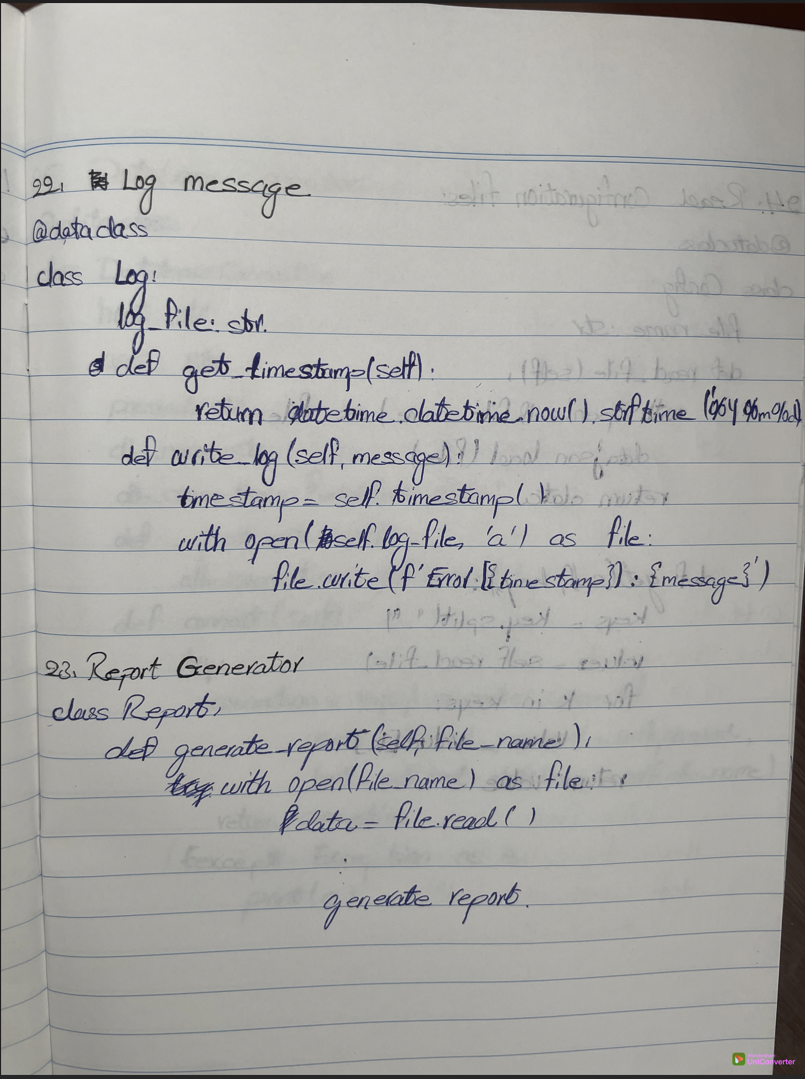 22. Log message
@dataclass
class Log:
log_file: str.
def get_timestamp(self):
return datetime.datetime.now().strftime('%Y%m%d)
def write_log(self, message):
timestamp = self.timestamp()
with open(self.log_file, 'a') as file:
file.write(f'Error:[{timestamp}): {message}')
23. Report Generator
class Report:
def generate_report(self, file_name):
with open(file_name) as file:
data = file.read()
generate report.
UniConverter